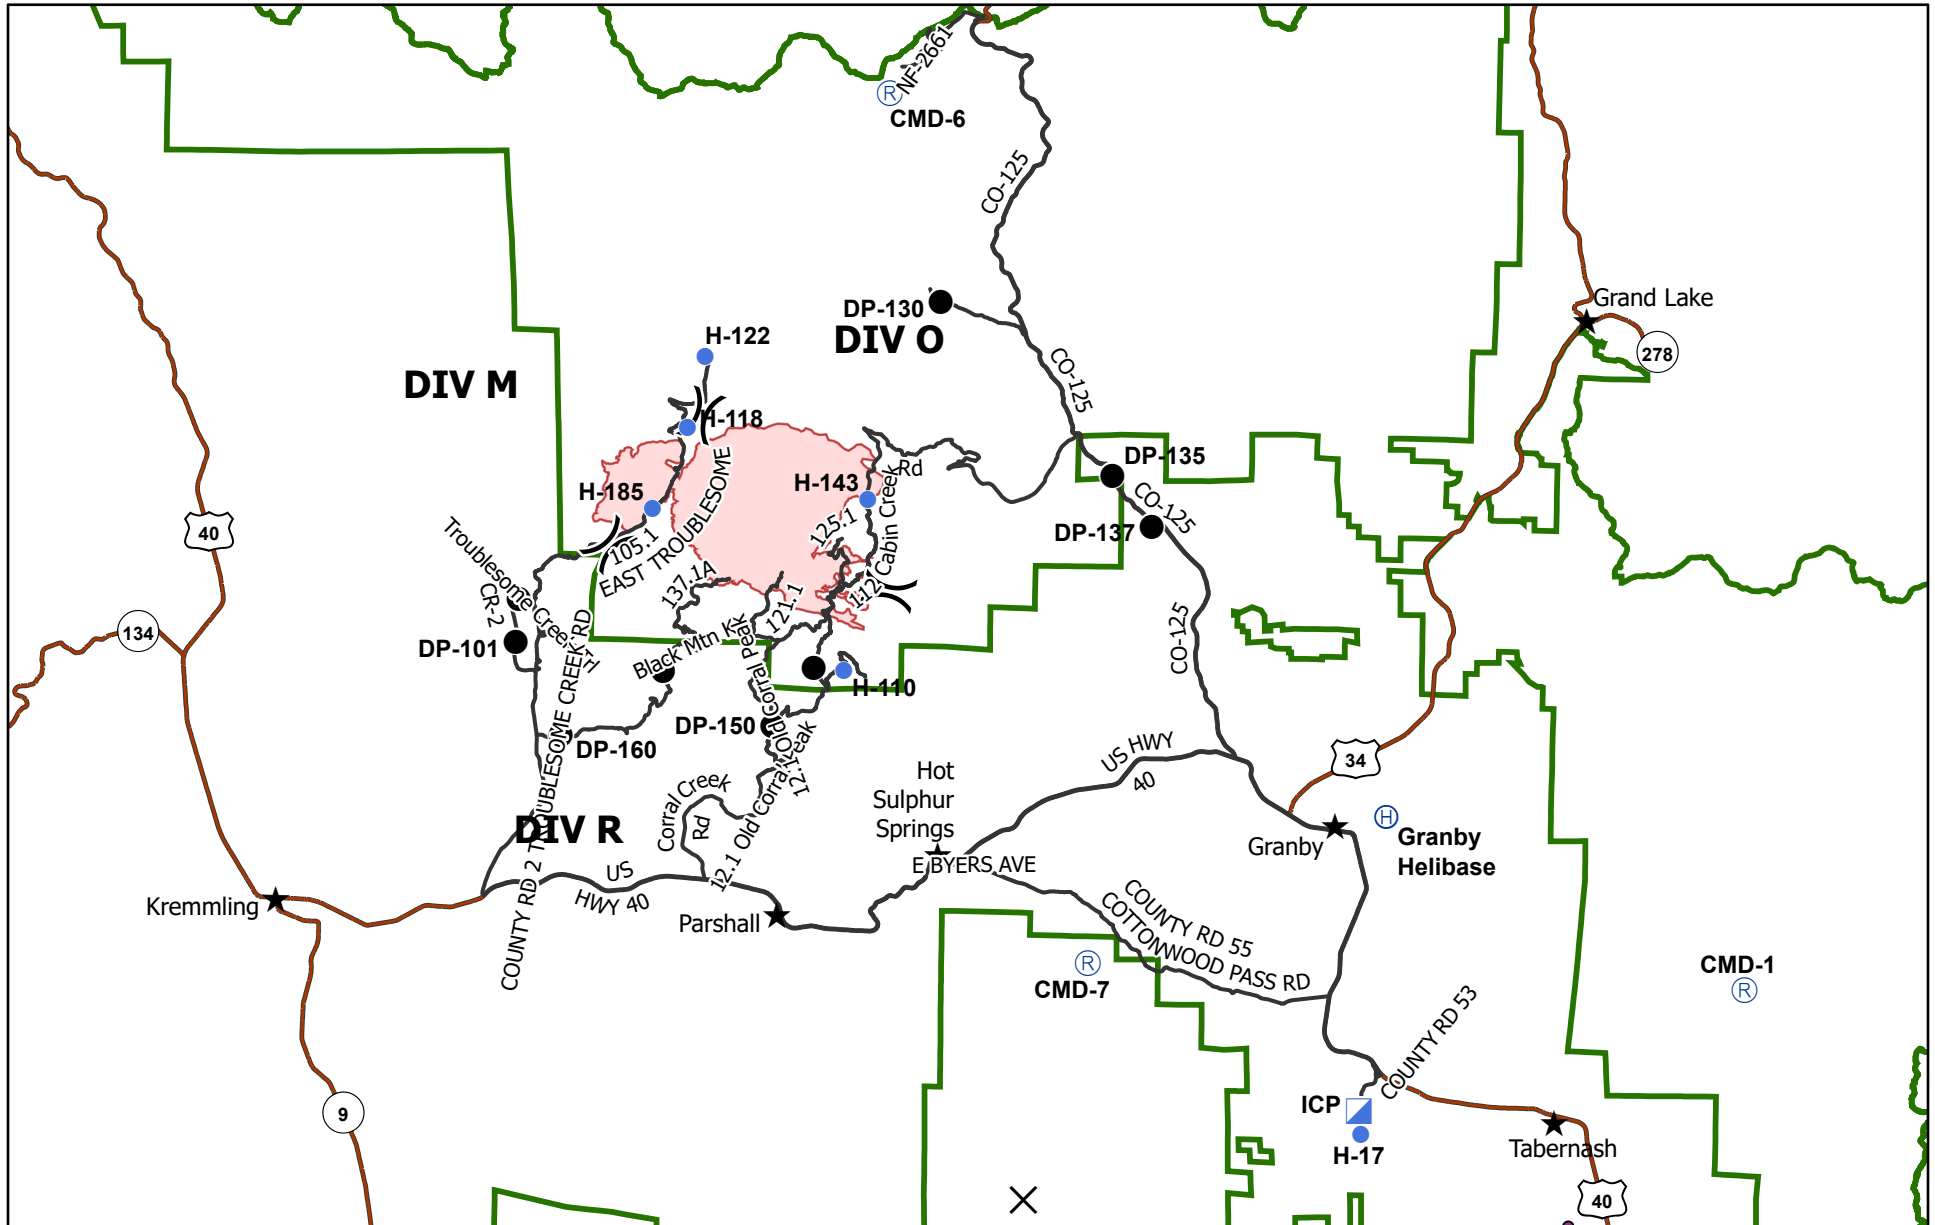 NF-2661
Ⓡ
CMD-6
CO-125
DP-130
DIV O
Grand Lake
278
H-122
CO-125
DIV M
H-118
DP-135
Rd
H-185
H-143
CO-125
40
DP-137
125.1
Cabin Creek
Troublesome Creek Rd
105.1
EAST TROUBLESOME
137.1A
112
CR-2
121.1
134
DP-101
CO-125
Black Mtn
H-110
Old Corral Peak
DP-150
DP-160
12.1 Old Corral Peak
US HWY
40
34
Hot
Sulphur
Springs
Corral Creek
Rd
DIV R
Ⓗ
Granby
Helibase
Granby
E BYERS AVE
US
HWY 40
COUNTY RD 2 TROUBLESOME CREEK RD
Kremmling
Parshall
COUNTY RD 55
COTTONWOOD PASS RD
Ⓡ
CMD-7
CMD-1
Ⓡ
COUNTY RD 53
9
ICP
H-17
Tabernash
40